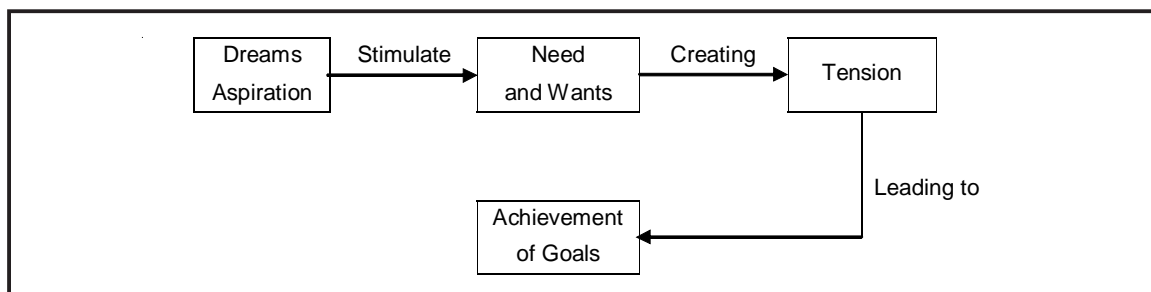 Dreams
Aspiration
Stimulate
Need
and Wants
Creating
Tension
Leading to
Achievement
of Goals